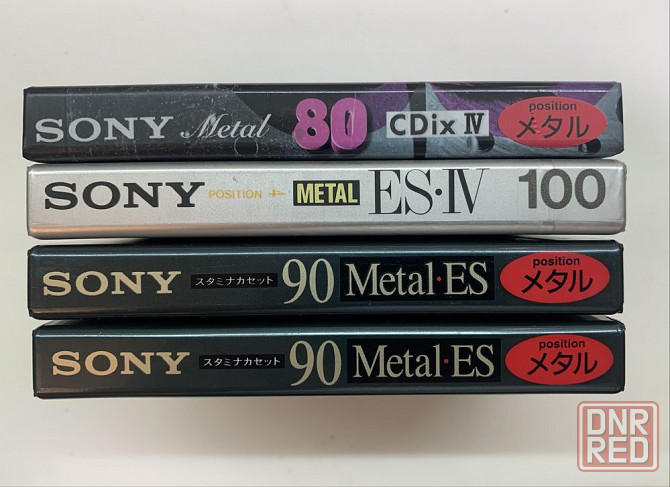 SONY Metal 80 CDix IV position メタル
SONY POSITION METAL ES·IV 100
SONY スタミナカセット 90 Metal·ES position メタル
SONY スタミナカセット 90 Metal·ES position メタル
DNR
RED